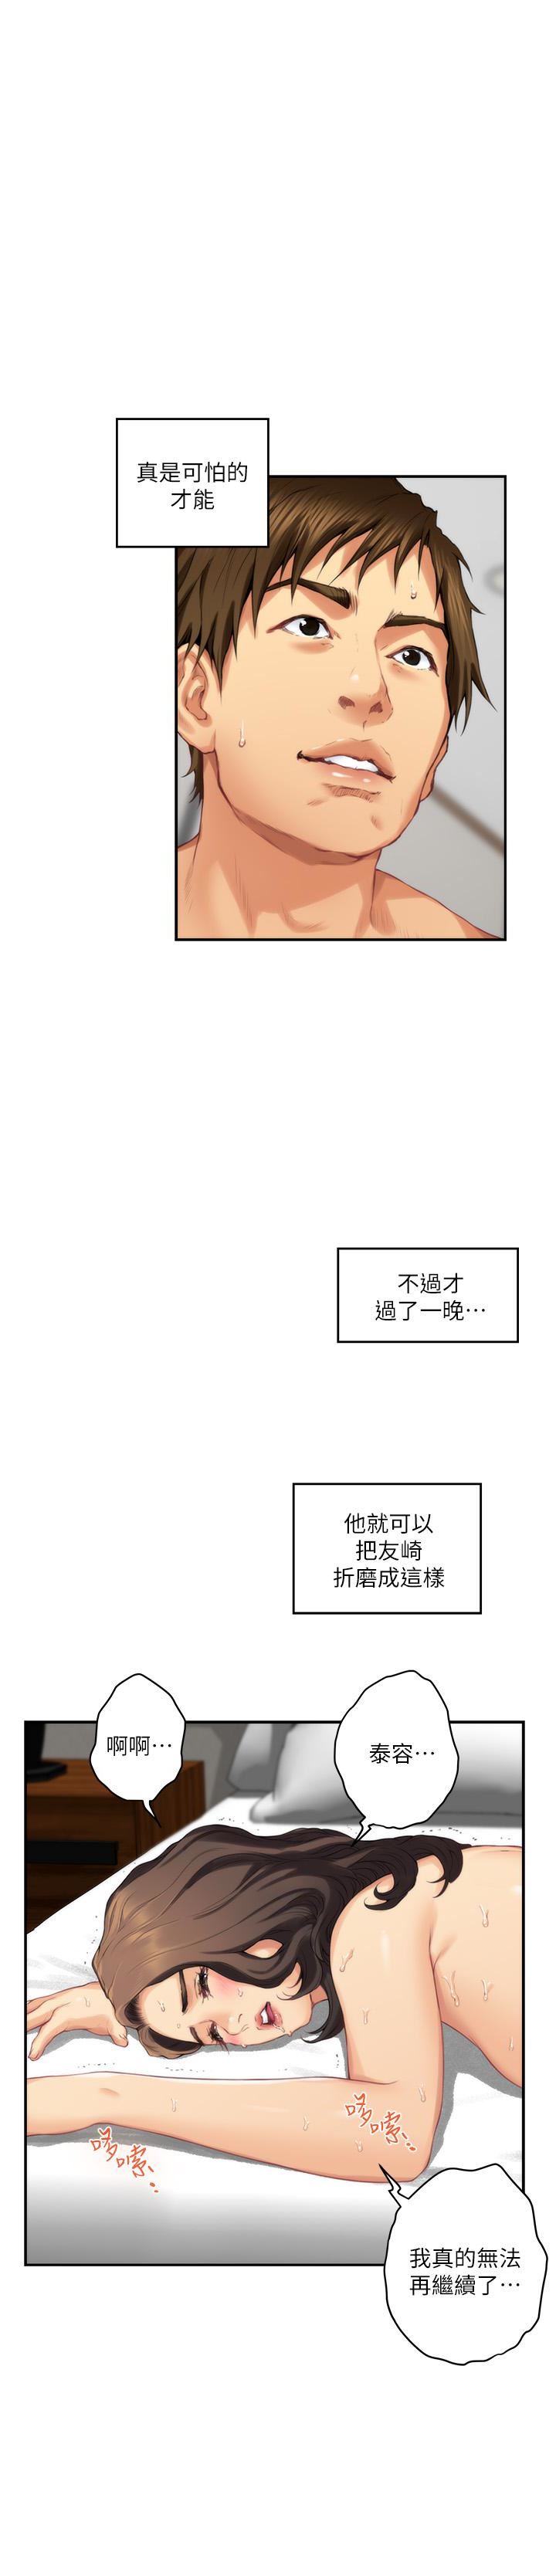 真是可怕的
才能
不過才
過了一晚⋯
他就可以
把友崎
折磨成這樣
啊啊⋯
泰容⋯
哆嗦!
哆嗦!
我真的無法
再繼續了⋯